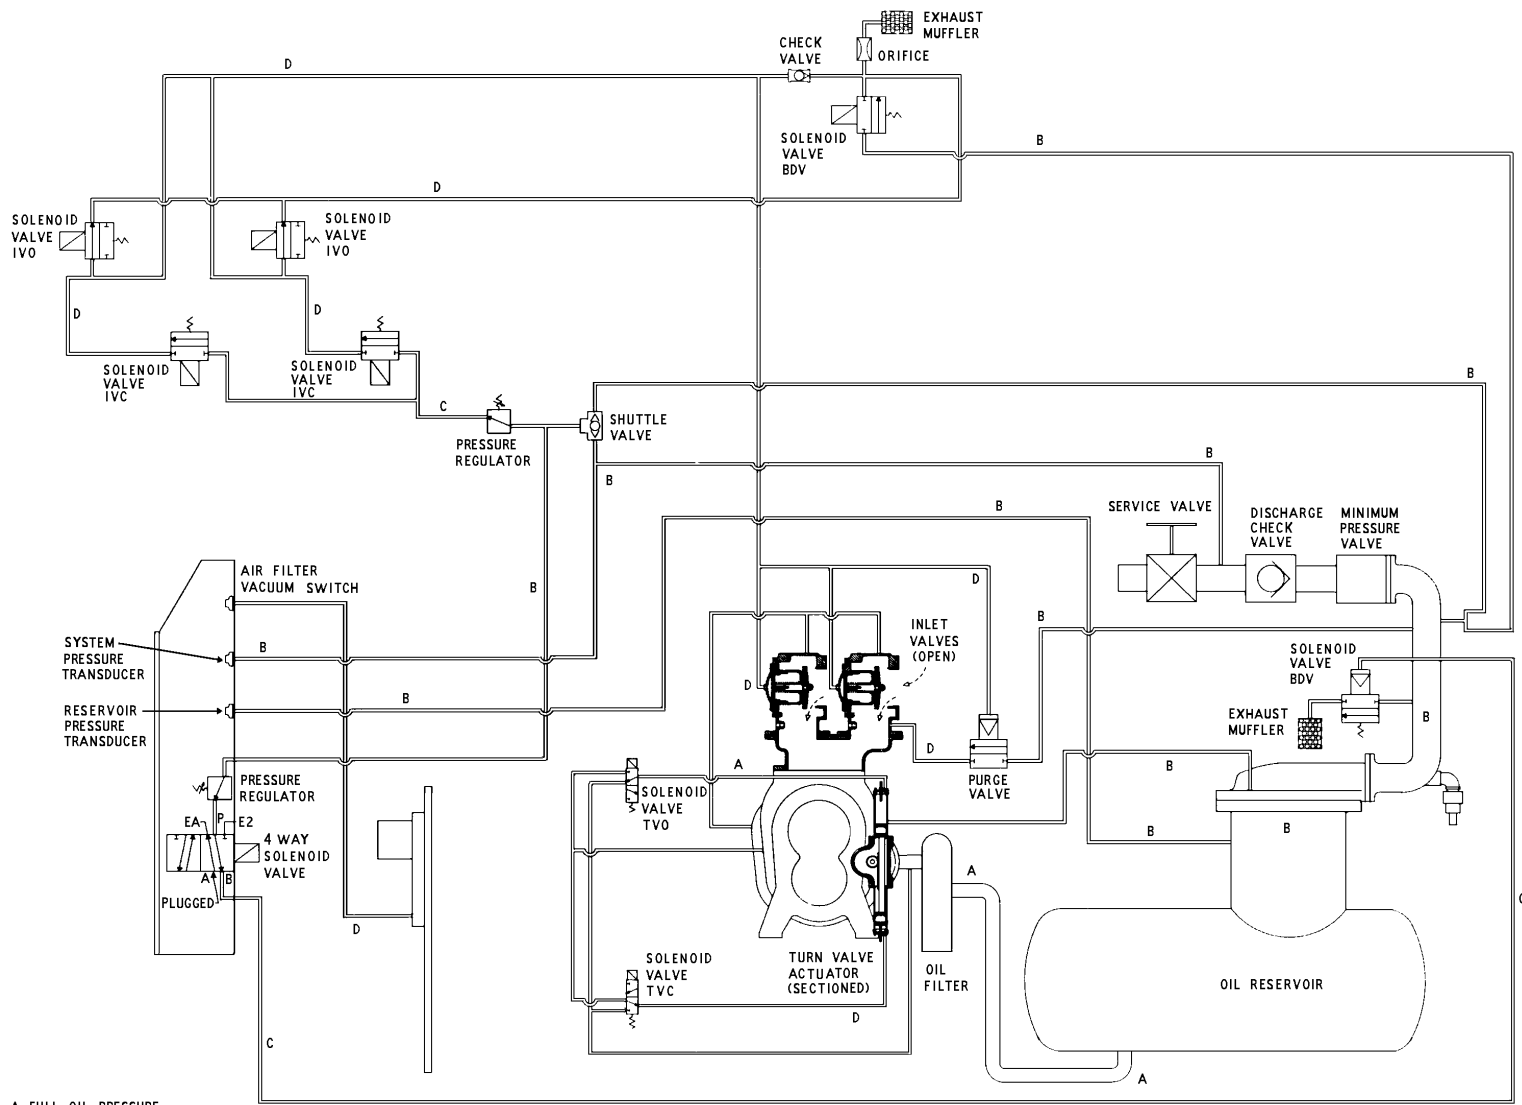 EXHAUST
MUFFLER
CHECK
VALVE
ORIFICE
D
SOLENOID
VALVE
BDV
B
D
SOLENOID
VALVE
IVO
SOLENOID
VALVE
IVO
D
D
SOLENOID
VALVE
IVC
SOLENOID
VALVE
IVC
C
B
PRESSURE
REGULATOR
SHUTTLE
VALVE
B
B
B
SERVICE VALVE
DISCHARGE
CHECK
VALVE
MINIMUM
PRESSURE
VALVE
AIR FILTER
VACUUM SWITCH
B
D
B
INLET
VALVES
(OPEN)
SYSTEM
PRESSURE
TRANSDUCER
B
SOLENOID
VALVE
BDV
D
B
RESERVOIR
PRESSURE
TRANSDUCER
EXHAUST
MUFFLER
B
D
A
B
PURGE
VALVE
PRESSURE
REGULATOR
SOLENOID
VALVE
TVO
P
EA
E2
4 WAY
SOLENOID
VALVE
B
B
A
B
A
PLUGGED
C
D
SOLENOID
VALVE
TVC
TURN VALVE
ACTUATOR
(SECTIONED)
OIL
FILTER
OIL RESERVOIR
D
C
A
A FULL OIL PRESSURE